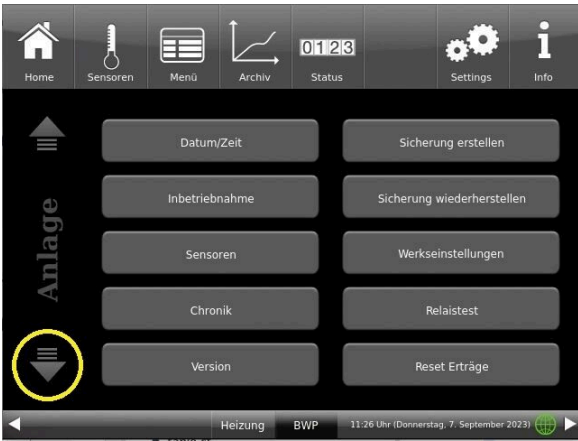 0123
Home Sensoren Menü Archiv Status Settings Info
Datum/Zeit Sicherung erstellen
Inbetriebnahme Sicherung wiederherstellen
Anlage
Sensoren Werkseinstellungen
Chronik Relaistest
Version Reset Erträge
Heizung BWP 11:26 Uhr (Donnerstag, 7. September 2023)